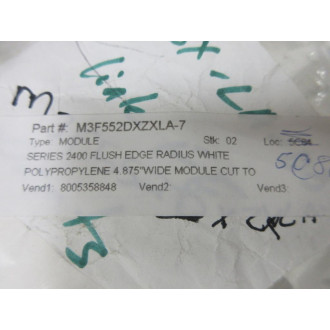 Part #: M3F552DXZXLA-7
Type: MODULE Stk: 02 Loc: 5C84
SERIES 2400 FLUSH EDGE RADIUS WHITE 5C8
POLYPROPYLENE 4.875"WIDE MODULE CUT TO
Vend1: 8005358848 Vend2: Vend3: